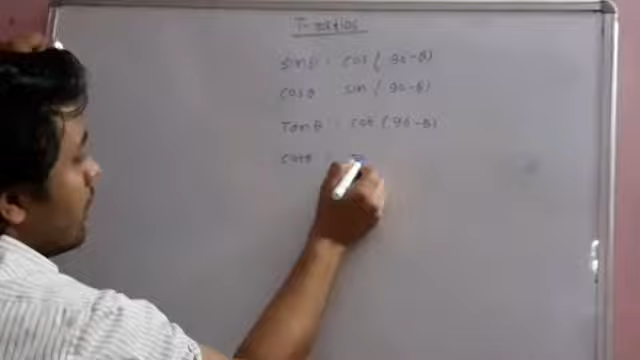 T-ratios
sinθ = cos( 90-θ)
cosθ sin( 90-θ)
Tanθ = cot( 90-θ)
cotθ =